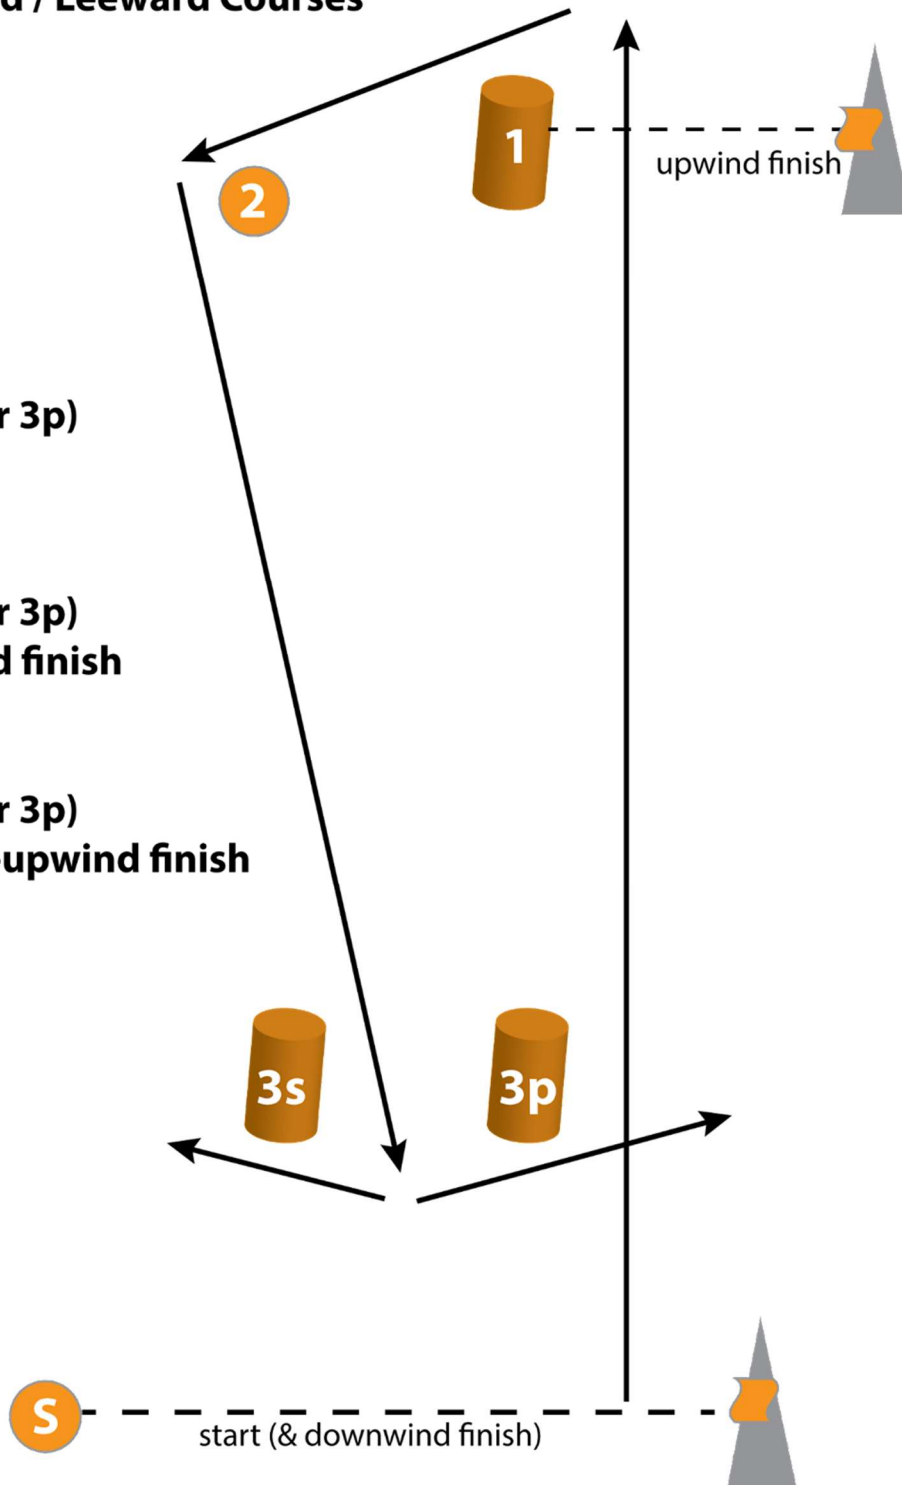 / Leeward Courses
1
upwind finish
2
3p)
3p)
finish
3p)
upwind finish
3s
3p
S
start (& downwind finish)